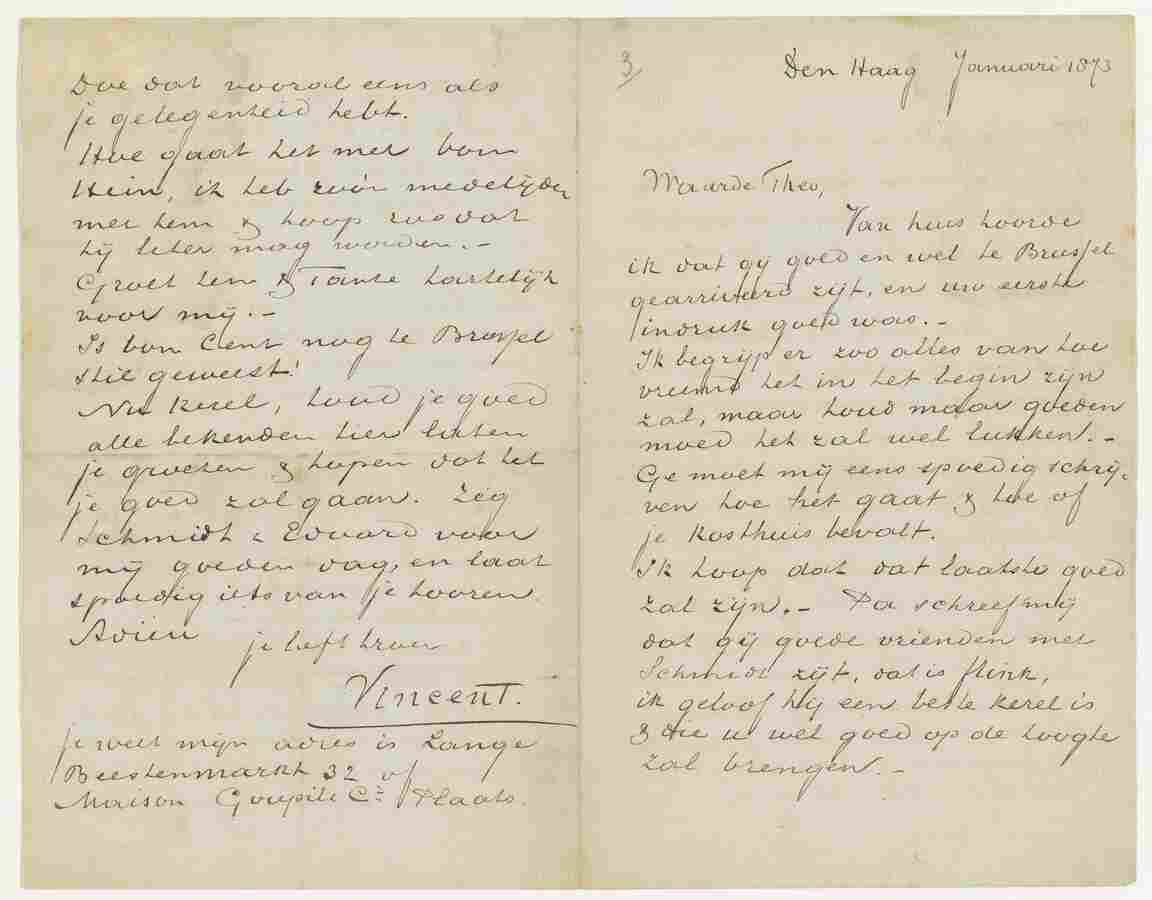 3
Den Haag Januari 1873
Waarde Theo,
Van huis hoorde
ik dat gij goed en wel te Brussel
gearriveerd zijt, en uw eerste
indruk goed was. –
Ik begrijp er zoo alles van hoe
vreemd het in het begin zijn
zal, maar houd maar goeden
moed het zal wel lukken. –
Ge moet mij eens spoedig schrij-
ven hoe het gaat & hoe of
je kosthuis bevalt.
Ik hoop dat dat laatste goed
zal zijn. – Pa schreef mij
dat gij goede vrienden met
Schmidt zijt, dat is flink,
ik geloof hij een beste kerel is
& die u wel goed op de hoogte
zal brengen. –
Doe dat vooral eens als
je gelegenheid hebt.
Hoe gaat het met oom
Hein, ik heb zóó’n medelijden
met hem & hoop zoo dat
hij beter mag worden. –
Groet hem & Tante hartelijk
voor mij. –
Is oom Cent nog te Brussel
stil geweest!
Nu kerel, houd je goed
alle bekenden hier laten
je groeten & hopen dat het
je goed zal gaan. Zeg
Schmidt & Eduard voor
mij goeden dag, en laat
spoedig iets van je hooren.
Adieu
je liefh. broer
Vincent.
Je weet mijn adres is Lange
Beestenmarkt 32 of
Maison Goupil & Co. Plaats.